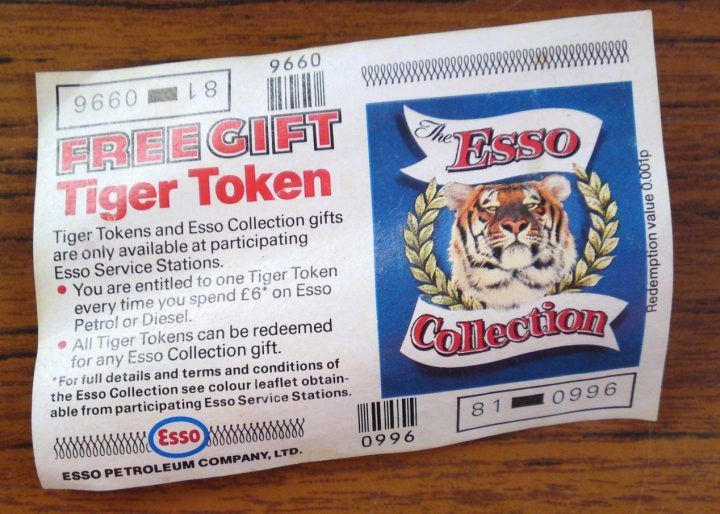 81 0996
0996
FREE GIFT
Tiger Token
Tiger Tokens and Esso Collection gifts
are only available at participating
Esso Service Stations.
• You are entitled to one Tiger Token
every time you spend £6* on Esso
Petrol or Diesel.
• All Tiger Tokens can be redeemed
for any Esso Collection gift.
*For full details and terms and conditions of
the Esso Collection see colour leaflet obtain-
able from participating Esso Service Stations.
Esso
ESSO PETROLEUM COMPANY, LTD.
The Esso
Collection
Redemption value 0.001p
0996
81 0996